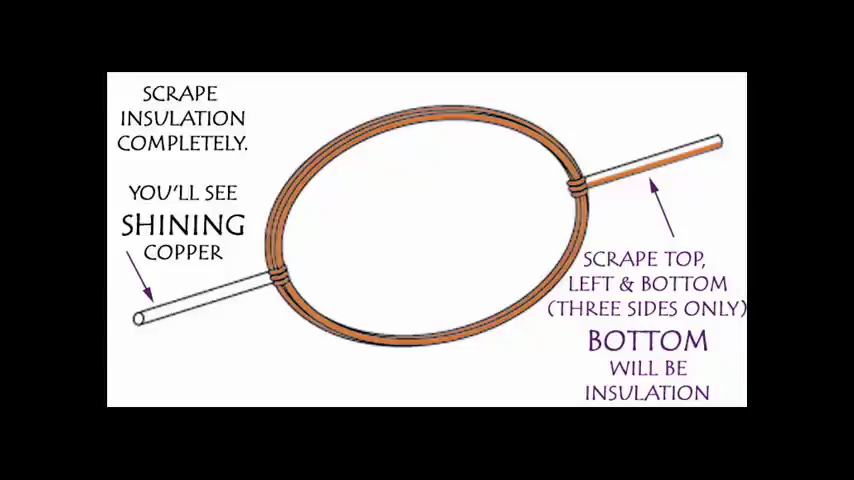 SCRAPE
INSULATION
COMPLETELY.
YOU'LL SEE
SHINING
COPPER
SCRAPE TOP,
LEFT & BOTTOM
(THREE SIDES ONLY)
BOTTOM
WILL BE
INSULATION